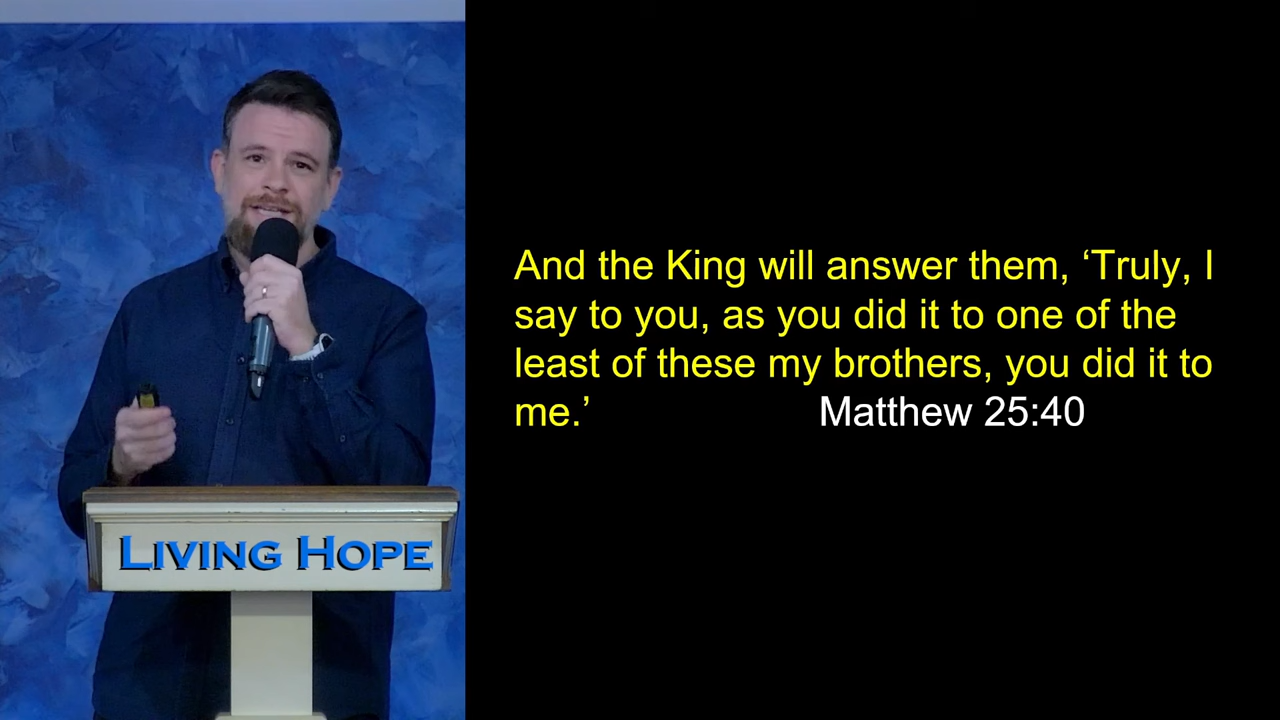 LIVING HOPE
And the King will answer them, ‘Truly, I
say to you, as you did it to one of the
least of these my brothers, you did it to
me.’ Matthew 25:40